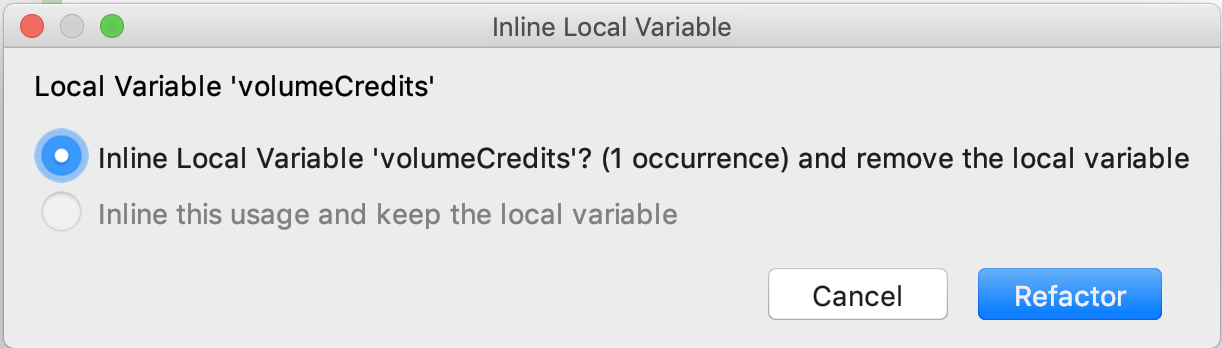 Inline Local Variable
Local Variable 'volumeCredits'
Inline Local Variable 'volumeCredits'? (1 occurrence) and remove the local variable
Inline this usage and keep the local variable
Cancel
Refactor